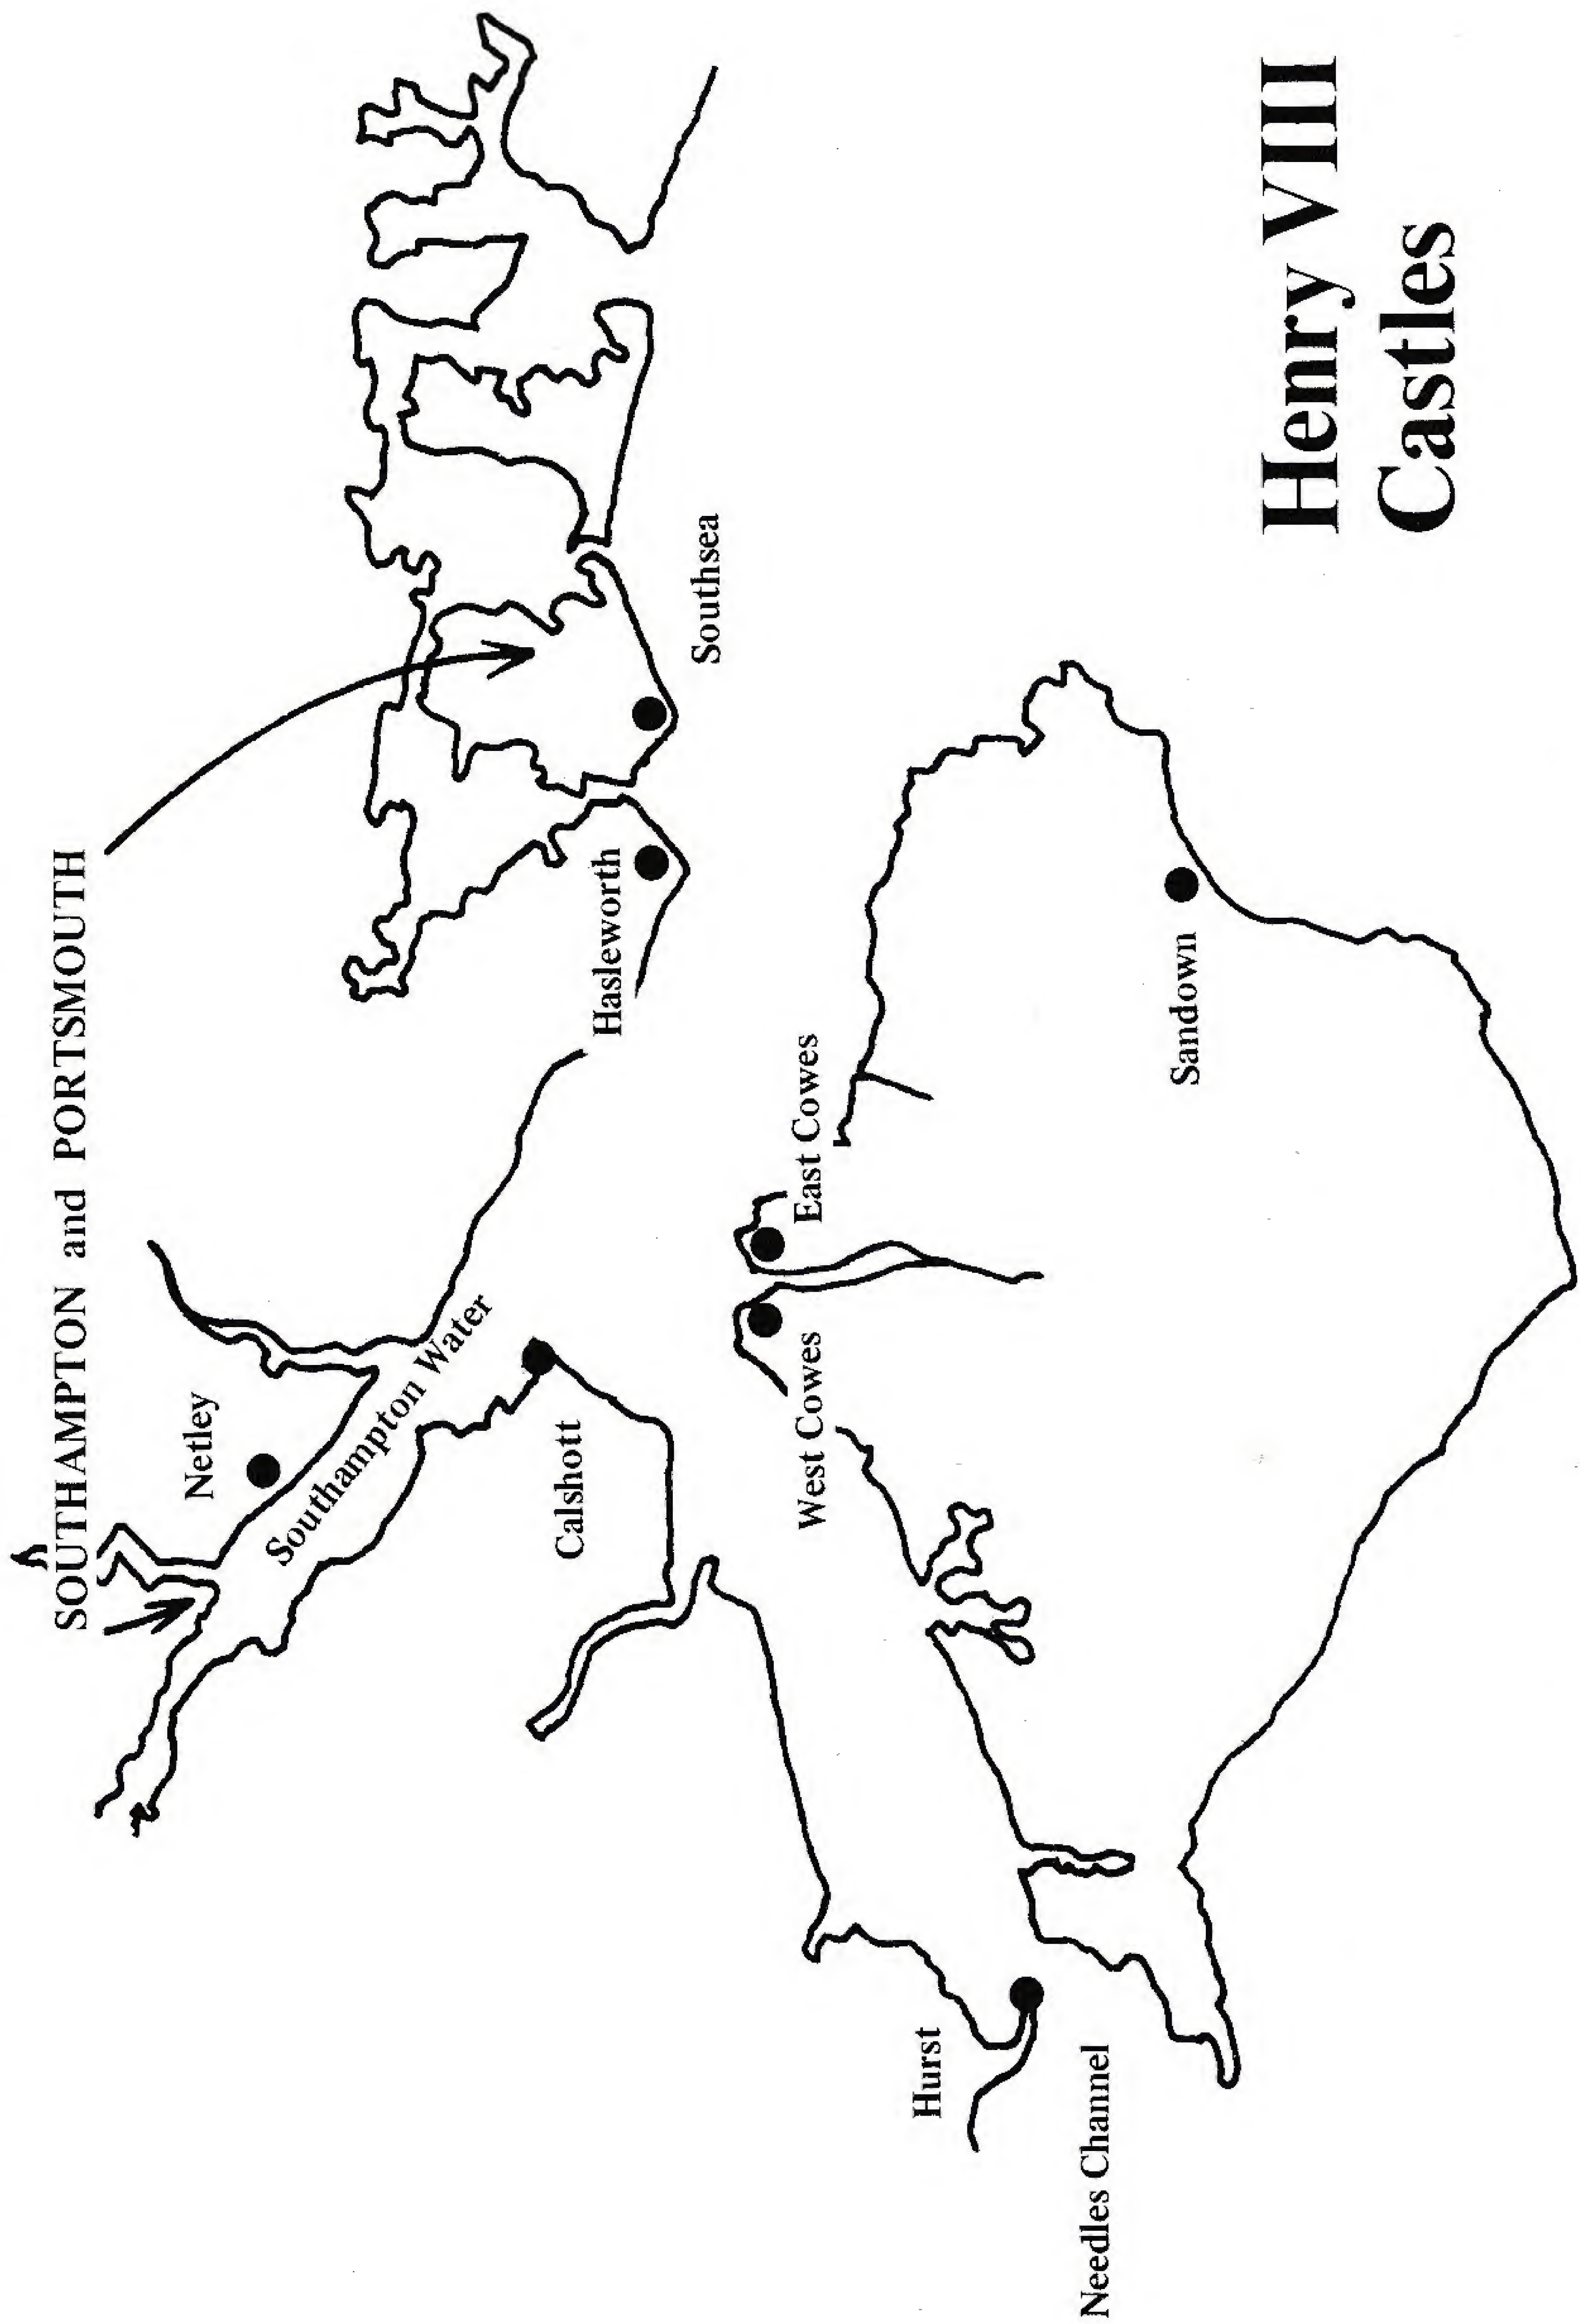 SOUTHAMPTON and PORTSMOUTH
Netley
Southampton Water
Calshott
Hasleworth
Southsea
West Cowes
East Cowes
Hurst
Needles Channel
Sandown
Henry VIII
Castles